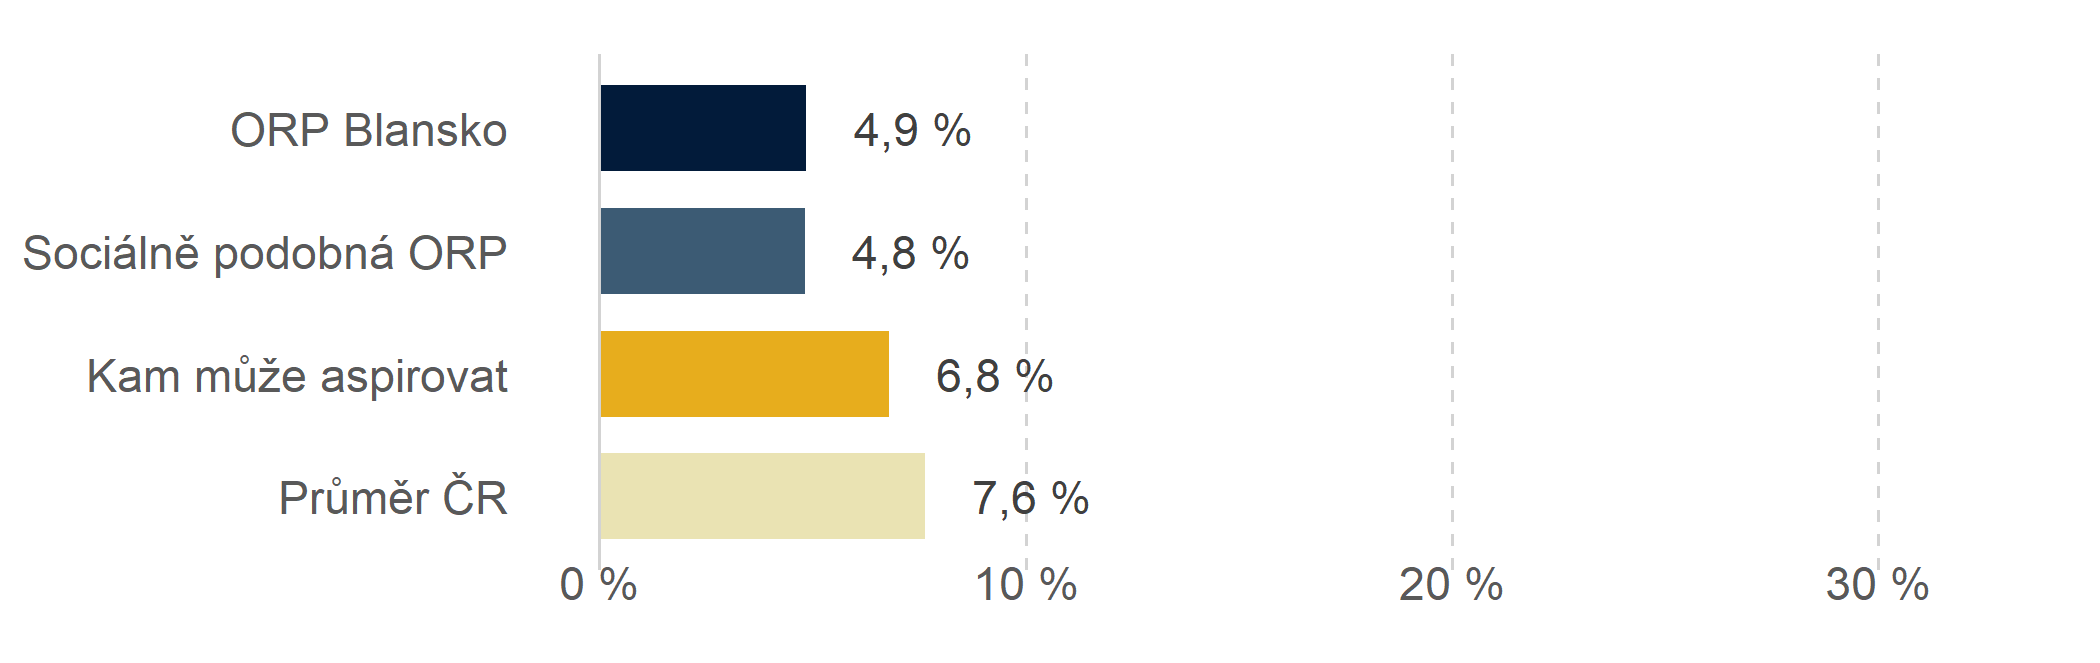 ORP Blansko 4,9 %
Sociálně podobná ORP 4,8 %
Kam může aspirovat 6,8 %
Průměr ČR 7,6 %
0 % 10 % 20 % 30 %